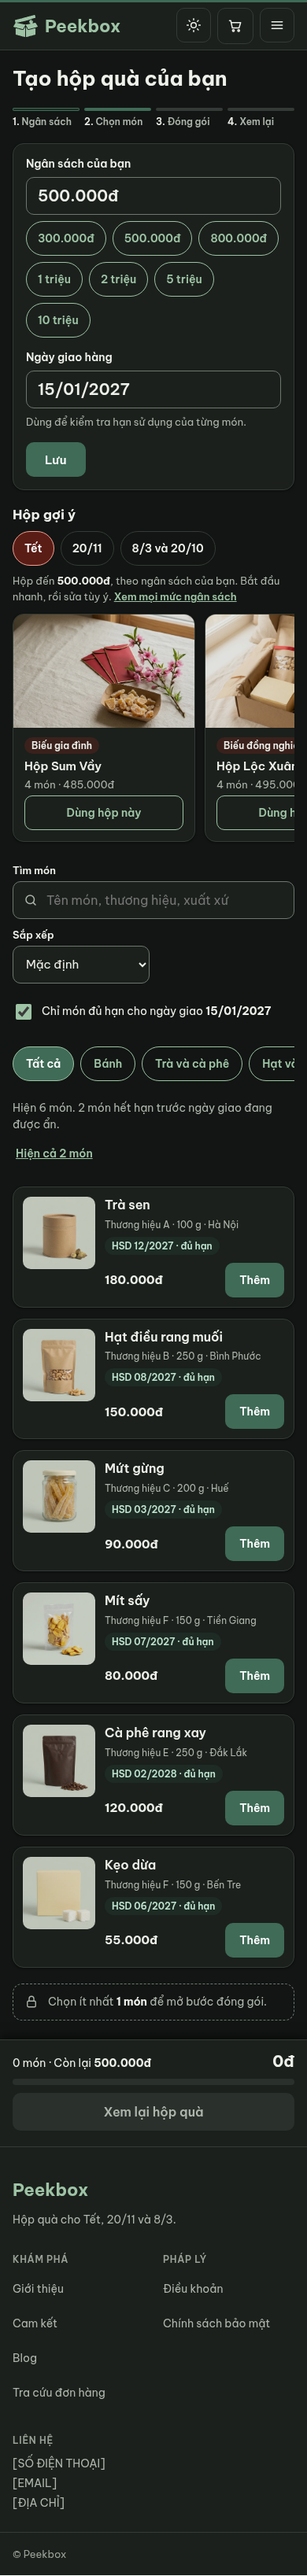 Peekbox
Tạo hộp quà của bạn
1. Ngân sách
2. Chọn món
3. Đóng gói
4. Xem lại
Ngân sách của bạn
500.000đ
300.000đ
500.000đ
800.000đ
1 triệu
2 triệu
5 triệu
10 triệu
Ngày giao hàng
15/01/2027
Dùng để kiểm tra hạn sử dụng của từng món.
Lưu
Hộp gợi ý
Tết
20/11
8/3 và 20/10
Hộp đến 500.000đ, theo ngân sách của bạn. Bắt đầu
nhanh, rồi sửa tùy ý. Xem mọi mức ngân sách
Biếu gia đình
Hộp Sum Vầy
4 món · 485.000đ
Dùng hộp này
Biếu đồng nghiệ
Hộp Lộc Xuân
4 món · 495.00
Dùng h
Tìm món
Tên món, thương hiệu, xuất xứ
Sắp xếp
Mặc định
Chỉ món đủ hạn cho ngày giao 15/01/2027
Tất cả
Bánh
Trà và cà phê
Hạt và
Hiện 6 món. 2 món hết hạn trước ngày giao đang
được ẩn.
Hiện cả 2 món
Trà sen
Thương hiệu A · 100 g · Hà Nội
HSD 12/2027 · đủ hạn
180.000đ
Thêm
Hạt điều rang muối
Thương hiệu B · 250 g · Bình Phước
HSD 08/2027 · đủ hạn
150.000đ
Thêm
Mứt gừng
Thương hiệu C · 200 g · Huế
HSD 03/2027 · đủ hạn
90.000đ
Thêm
Mít sấy
Thương hiệu F · 150 g · Tiền Giang
HSD 07/2027 · đủ hạn
80.000đ
Thêm
Cà phê rang xay
Thương hiệu E · 250 g · Đắk Lắk
HSD 02/2028 · đủ hạn
120.000đ
Thêm
Kẹo dừa
Thương hiệu F · 150 g · Bến Tre
HSD 06/2027 · đủ hạn
55.000đ
Thêm
Chọn ít nhất 1 món để mở bước đóng gói.
0 món · Còn lại 500.000đ
0đ
Xem lại hộp quà
Peekbox
Hộp quà cho Tết, 20/11 và 8/3.
KHÁM PHÁ
Giới thiệu
Cam kết
Blog
Tra cứu đơn hàng
PHÁP LÝ
Điều khoản
Chính sách bảo mật
LIÊN HỆ
[SỐ ĐIỆN THOẠI]
[EMAIL]
[ĐỊA CHỈ]
© Peekbox